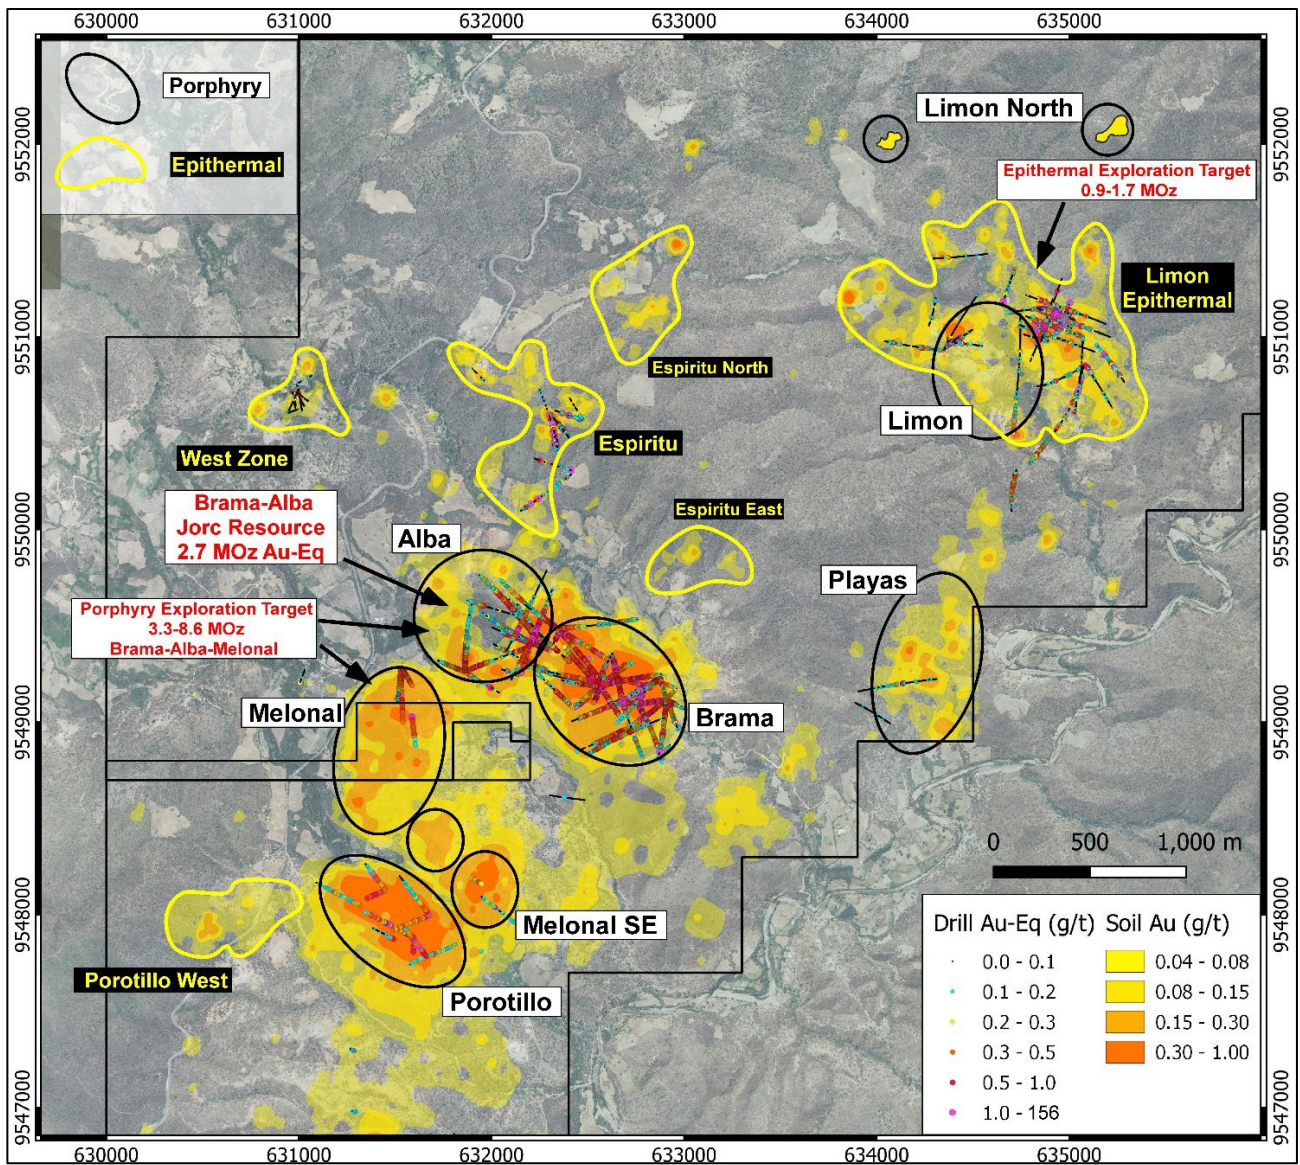 630000
631000
632000
633000
634000
635000
Porphyry
Epithermal
9552000
9551000
9550000
9549000
9548000
9547000
Limon North
Epithermal Exploration Target
0.9-1.7 MOz
Limon
Epithermal
Espiritu North
Limon
West Zone
Espiritu
Brama-Alba
Jorc Resource
2.7 MOz Au-Eq
Espiritu East
Alba
Playas
Porphyry Exploration Target
3.3-8.6 MOz
Brama-Alba-Melonal
Melonal
Brama
0 500 1,000 m
Melonal SE
Porotillo West
Porotillo
Drill Au-Eq (g/t)
0.0 - 0.1
0.1 - 0.2
0.2 - 0.3
0.3 - 0.5
0.5 - 1.0
1.0 - 156
Soil Au (g/t)
0.04 - 0.08
0.08 - 0.15
0.15 - 0.30
0.30 - 1.00
9552000
9551000
9550000
9549000
9548000
9547000
630000
631000
632000
633000
634000
635000